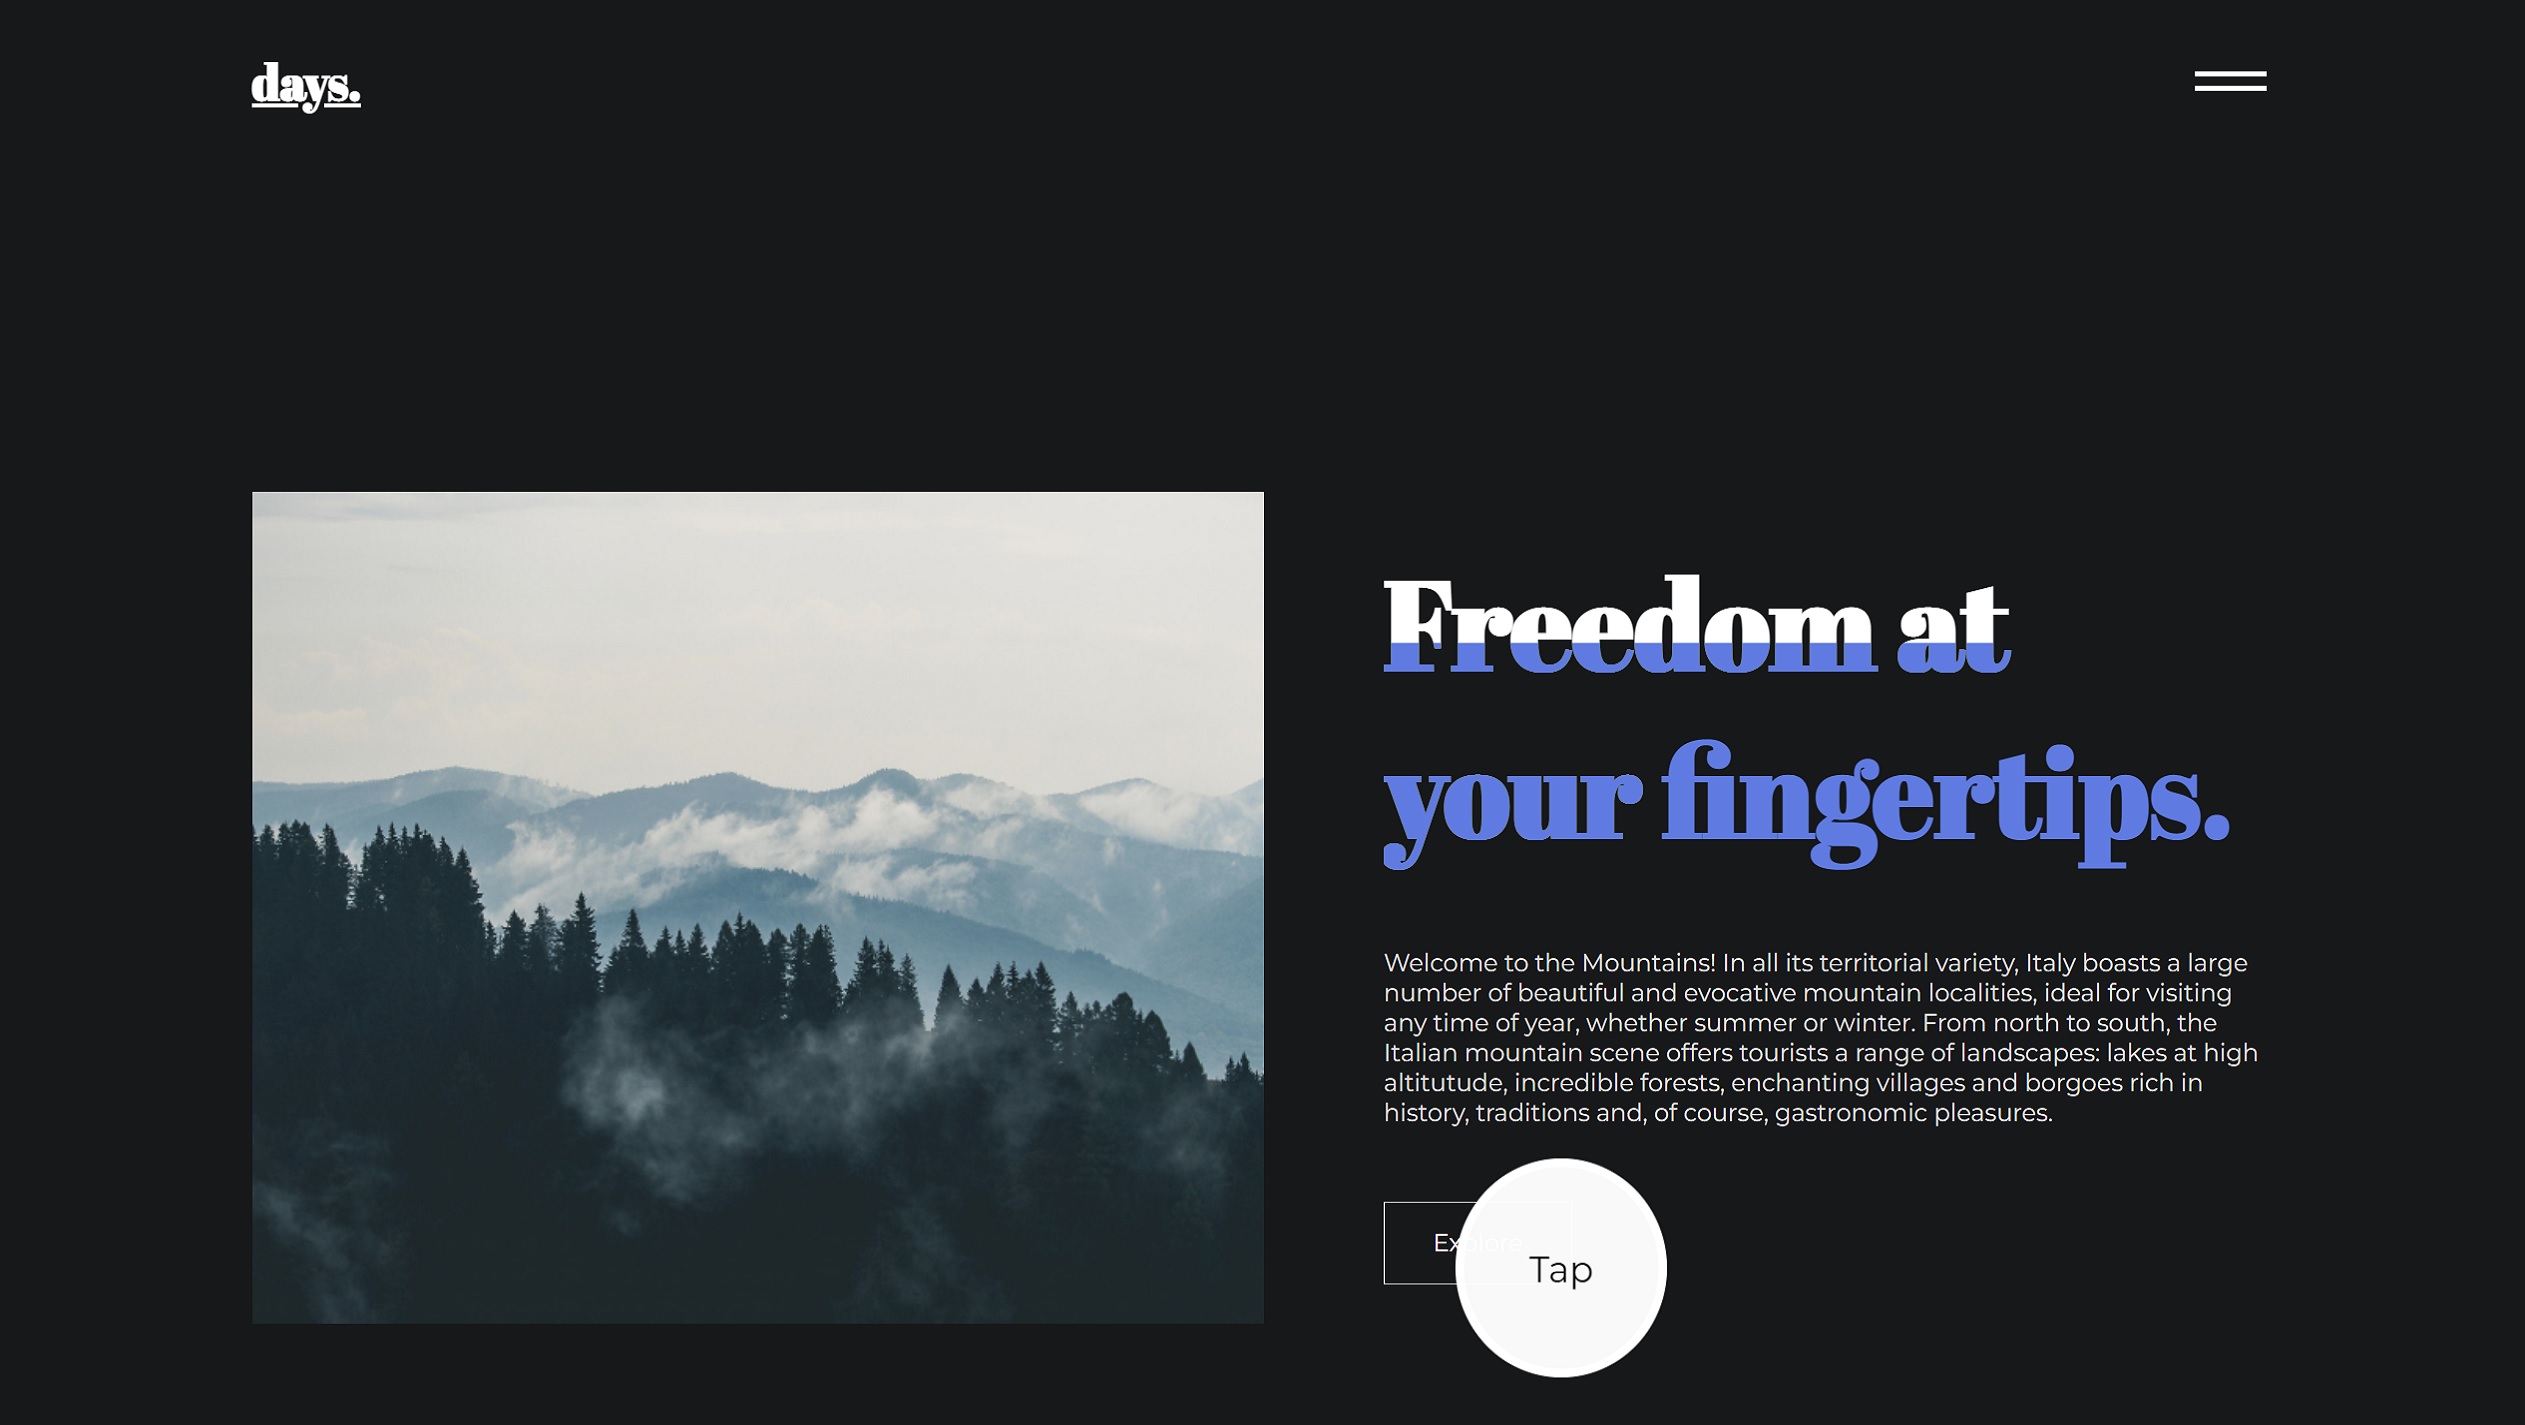 days.
Freedom at
your fingertips.
Welcome to the Mountains! In all its territorial variety, Italy boasts a large
number of beautiful and evocative mountain localities, ideal for visiting
any time of year, whether summer or winter. From north to south, the
Italian mountain scene offers tourists a range of landscapes: lakes at high
altitutude, incredible forests, enchanting villages and borgoes rich in
history, traditions and, of course, gastronomic pleasures.
Explore
Tap